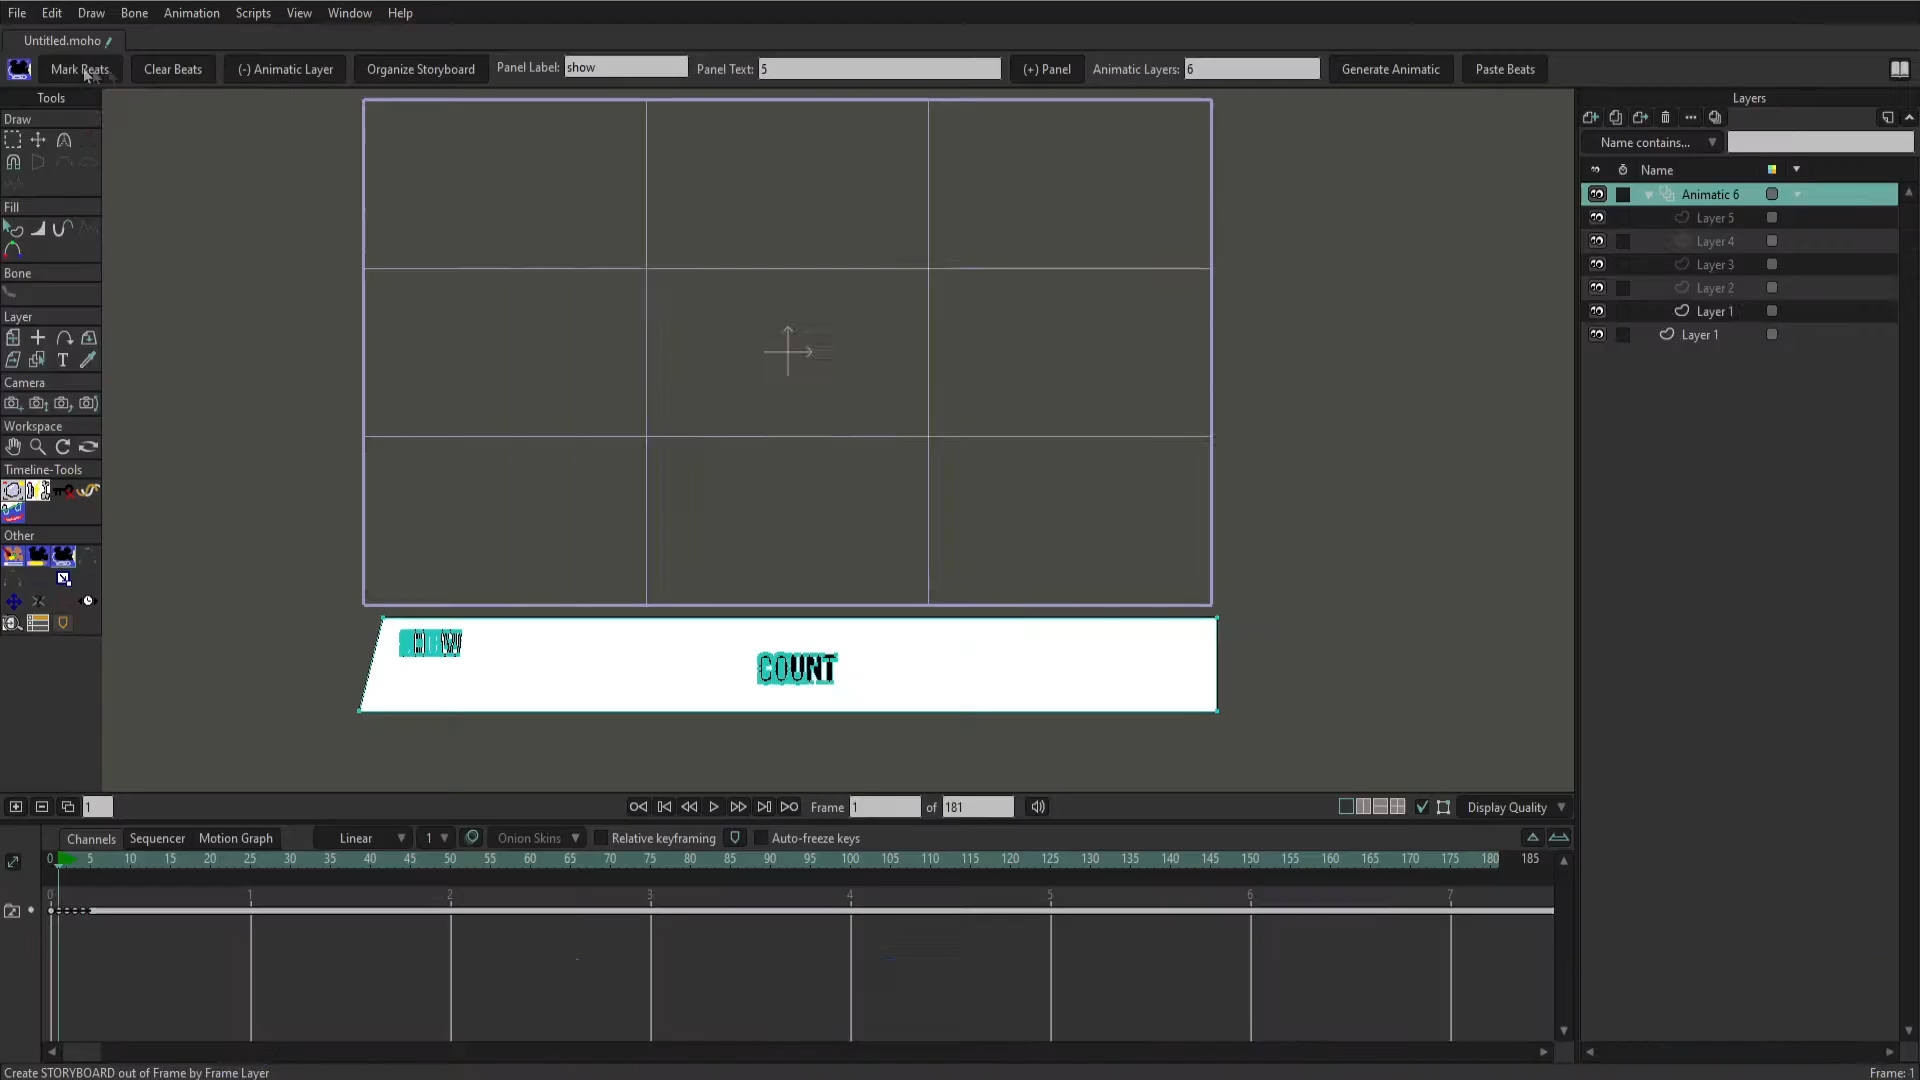 File Edit Draw Bone Animation Scripts View Window Help
Untitled.moho
Mark Beats Clear Beats (-) Animatic Layer Organize Storyboard Panel Label: show Panel Text: 5 (+) Panel Animatic Layers: 6 Generate Animatic Paste Beats
Tools
Draw
Fill
Bone
Layer
Camera
Workspace
Timeline-Tools
Other
COUNT
Layers
Name contains...
Name
Animatic 6
Layer 5
Layer 4
Layer 3
Layer 2
Layer 1
Layer 1
1 Frame 1 of 181 Display Quality
Channels Sequencer Motion Graph Linear 1 Onion Skins Relative keyframing Auto-freeze keys
0 5 10 15 20 25 30 35 40 45 50 55 60 65 70 75 80 85 90 95 100 105 110 115 120 125 130 135 140 145 150 155 160 165 170 175 180 185
0 1 2 3 4 5 6 7
Create STORYBOARD out of Frame by Frame Layer
Frame: 1